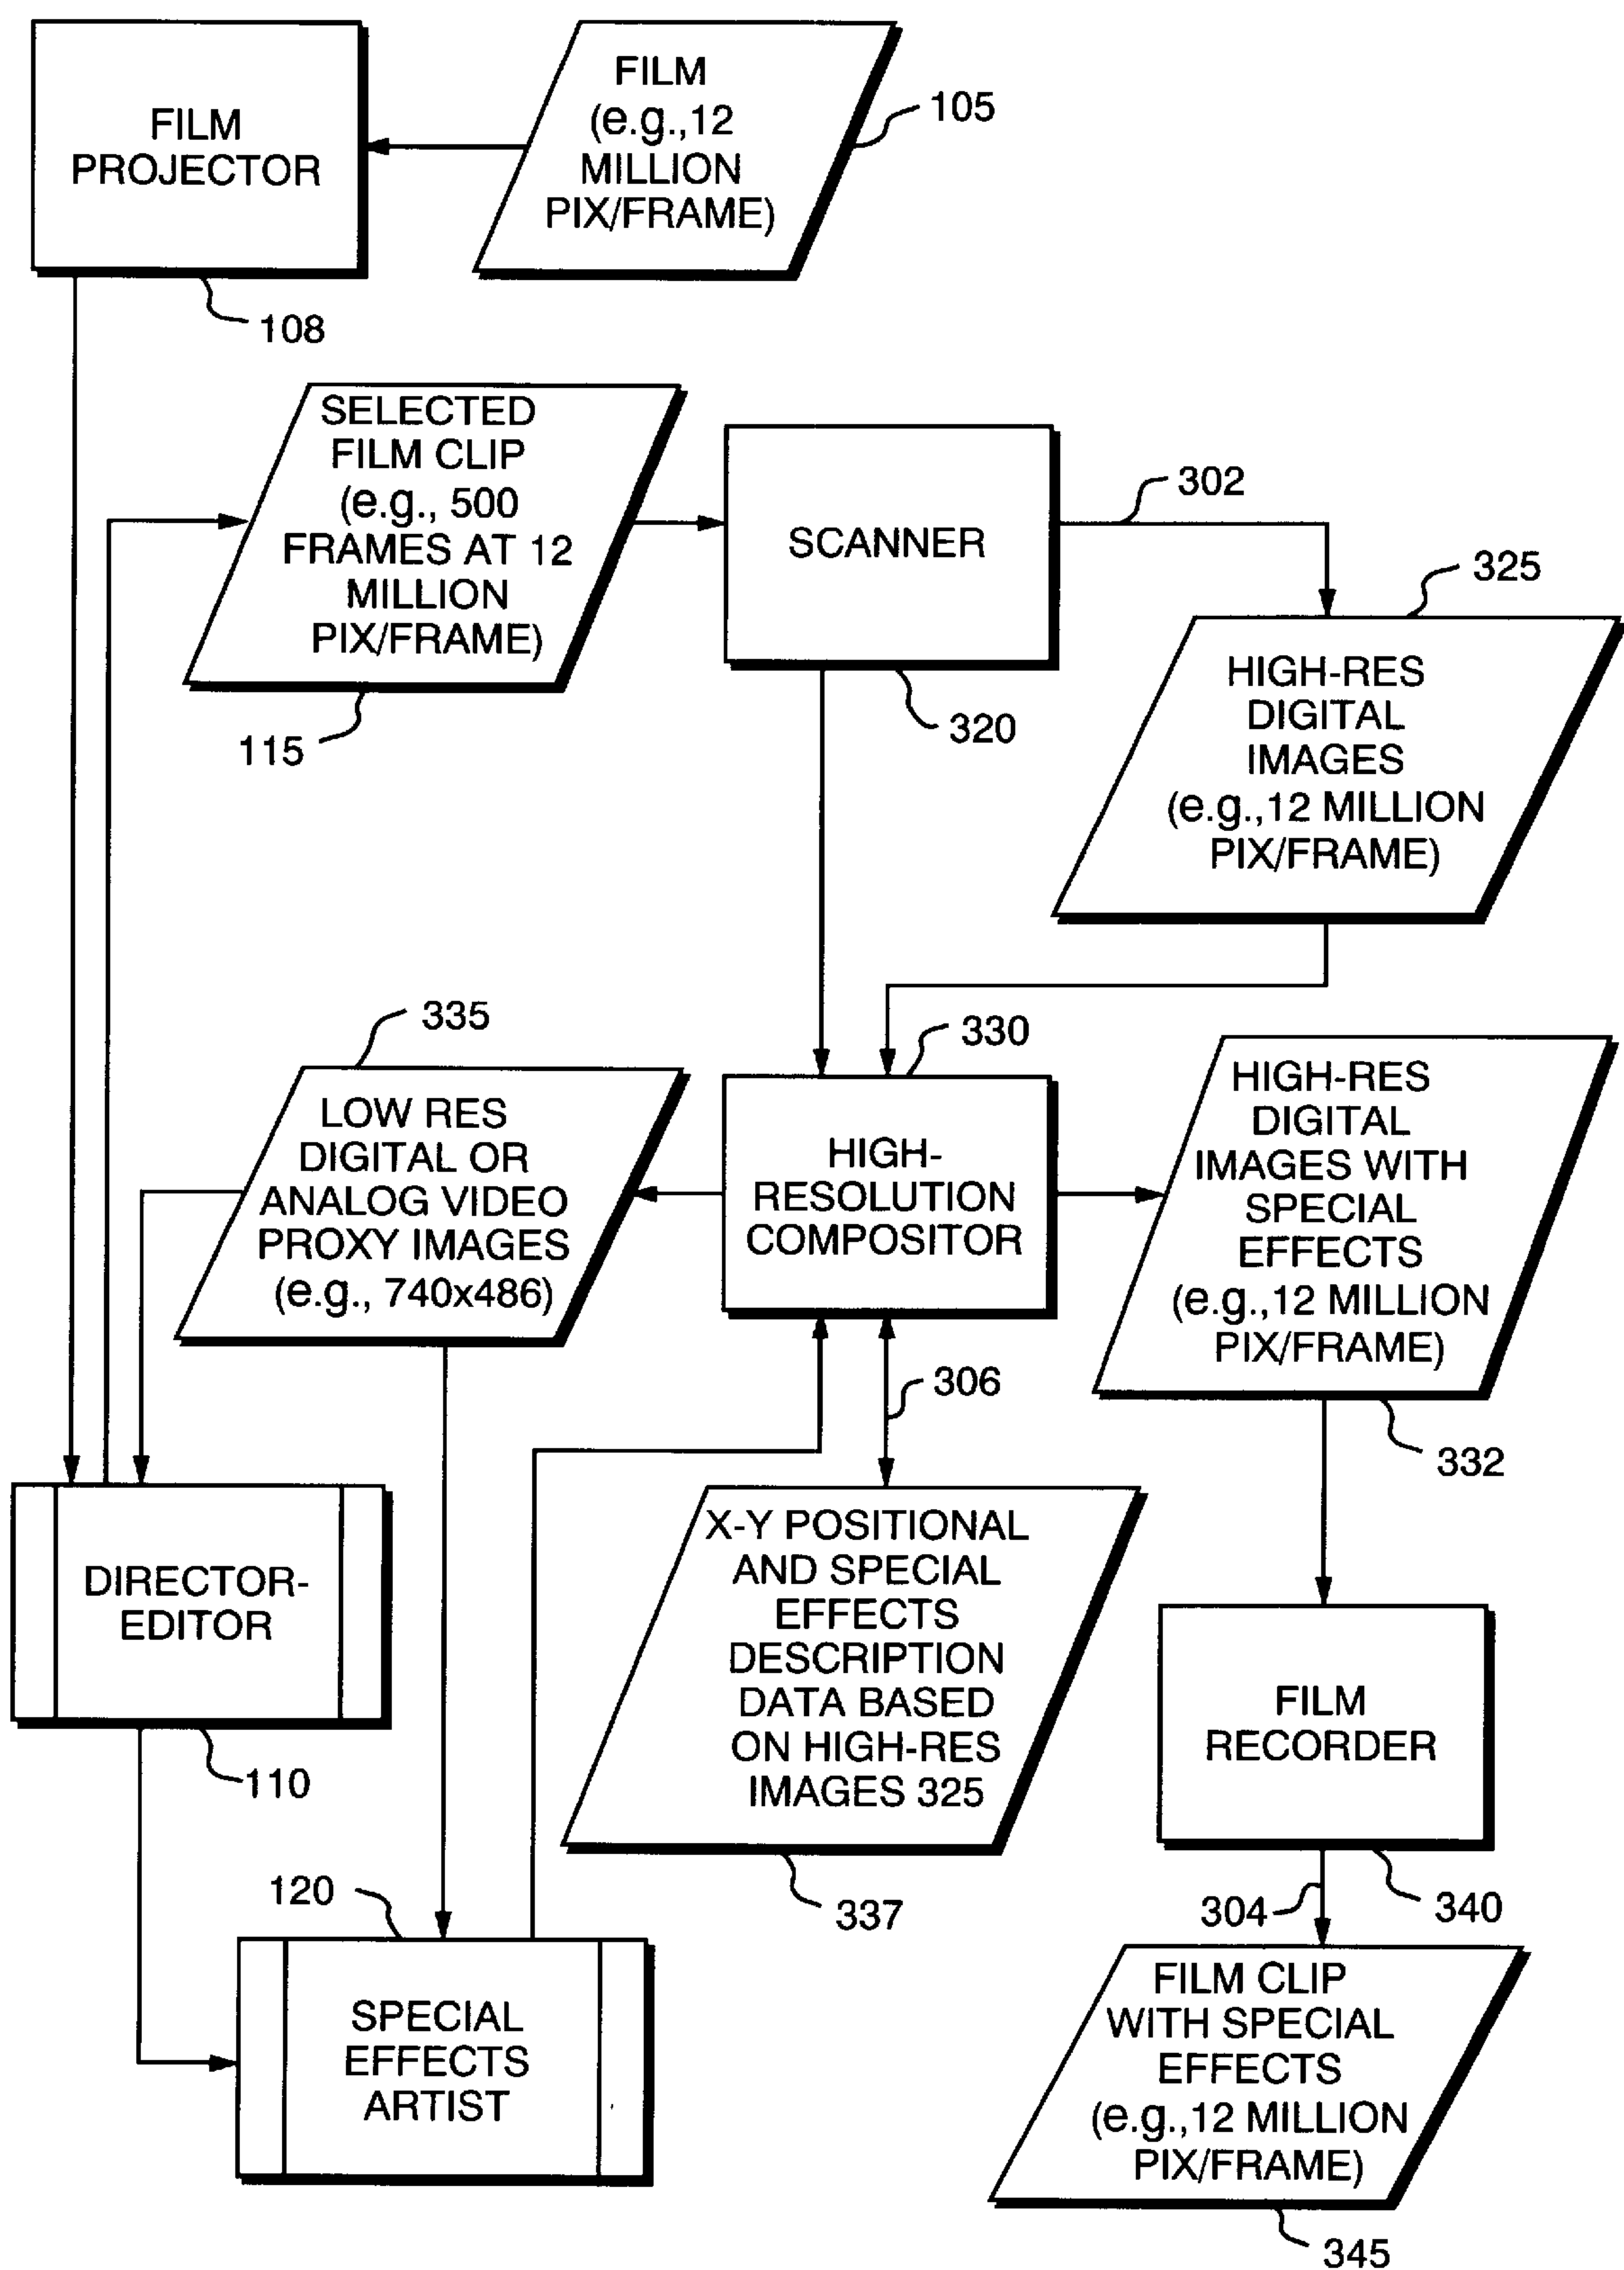 FILM
PROJECTOR
108
FILM
(e.g.,12
MILLION
PIX/FRAME)
105
SELECTED
FILM CLIP
(e.g., 500
FRAMES AT 12
MILLION
PIX/FRAME)
115
SCANNER
320
302
325
HIGH-RES
DIGITAL
IMAGES
(e.g.,12 MILLION
PIX/FRAME)
335
LOW RES
DIGITAL OR
ANALOG VIDEO
PROXY IMAGES
(e.g., 740x486)
330
HIGH-
RESOLUTION
COMPOSITOR
306
HIGH-RES
DIGITAL
IMAGES WITH
SPECIAL
EFFECTS
(e.g.,12 MILLION
PIX/FRAME)
332
DIRECTOR-
EDITOR
110
X-Y POSITIONAL
AND SPECIAL
EFFECTS
DESCRIPTION
DATA BASED
ON HIGH-RES
IMAGES 325
337
FILM
RECORDER
340
304
120
SPECIAL
EFFECTS
ARTIST
FILM CLIP
WITH SPECIAL
EFFECTS
(e.g.,12 MILLION
PIX/FRAME)
345